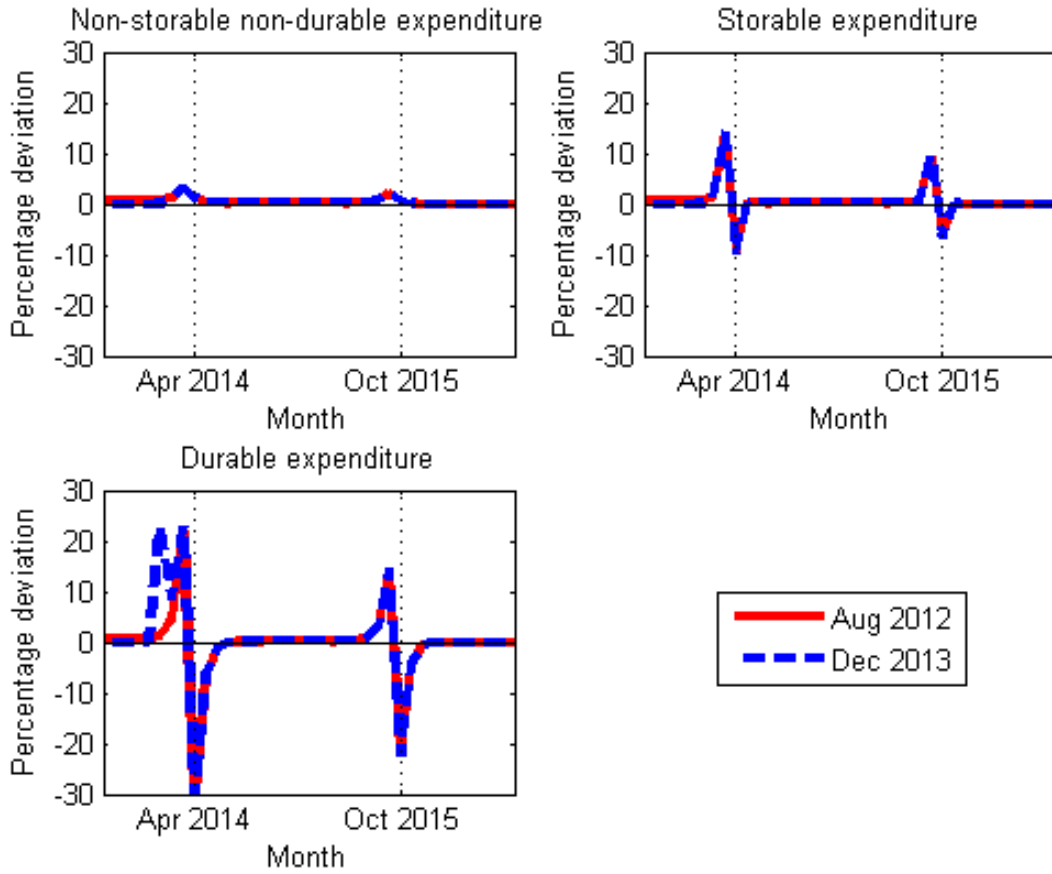 Non-storable non-durable expenditure
Percentage deviation
30
20
10
0
-10
-20
-30
Apr 2014
Oct 2015
Month
Storable expenditure
Percentage deviation
30
20
10
0
-10
-20
-30
Apr 2014
Oct 2015
Month
Durable expenditure
Percentage deviation
30
20
10
0
-10
-20
-30
Apr 2014
Oct 2015
Month
Aug 2012
Dec 2013